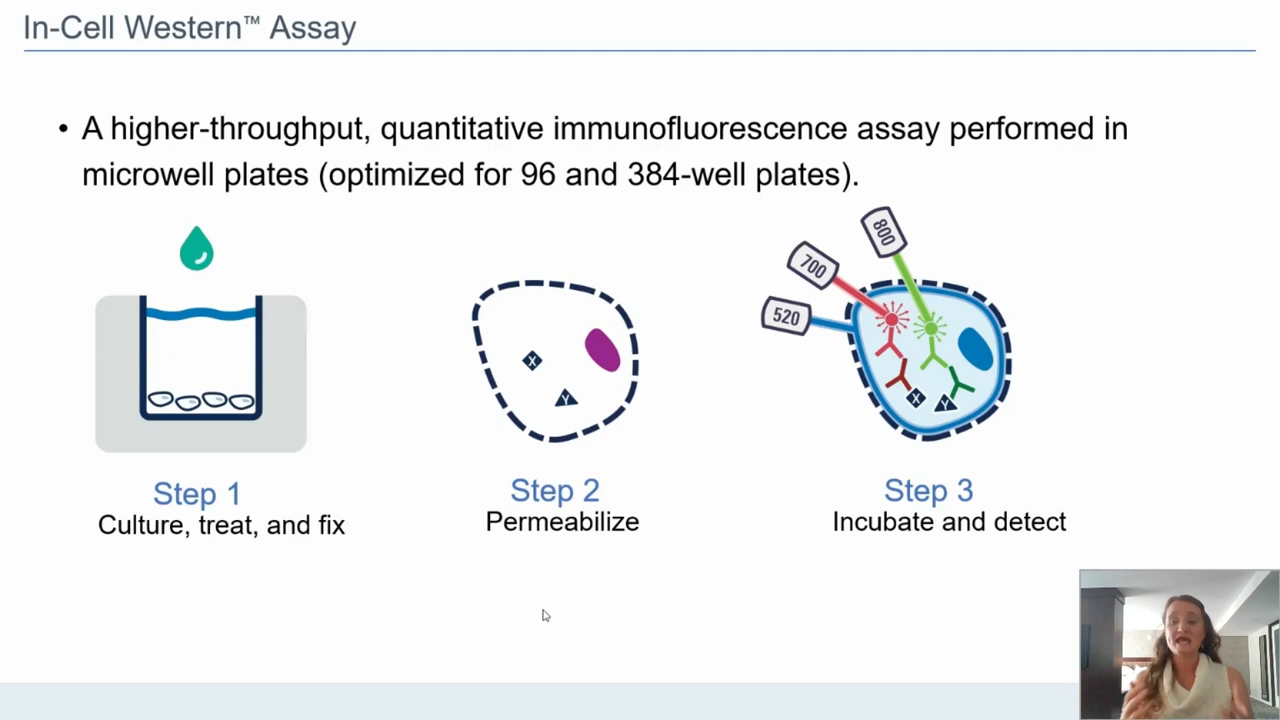 In-Cell Western™ Assay
• A higher-throughput, quantitative immunofluorescence assay performed in
microwell plates (optimized for 96 and 384-well plates).
800
700
520
X
Y
X
Y
Step 1
Culture, treat, and fix
Step 2
Permeabilize
Step 3
Incubate and detect